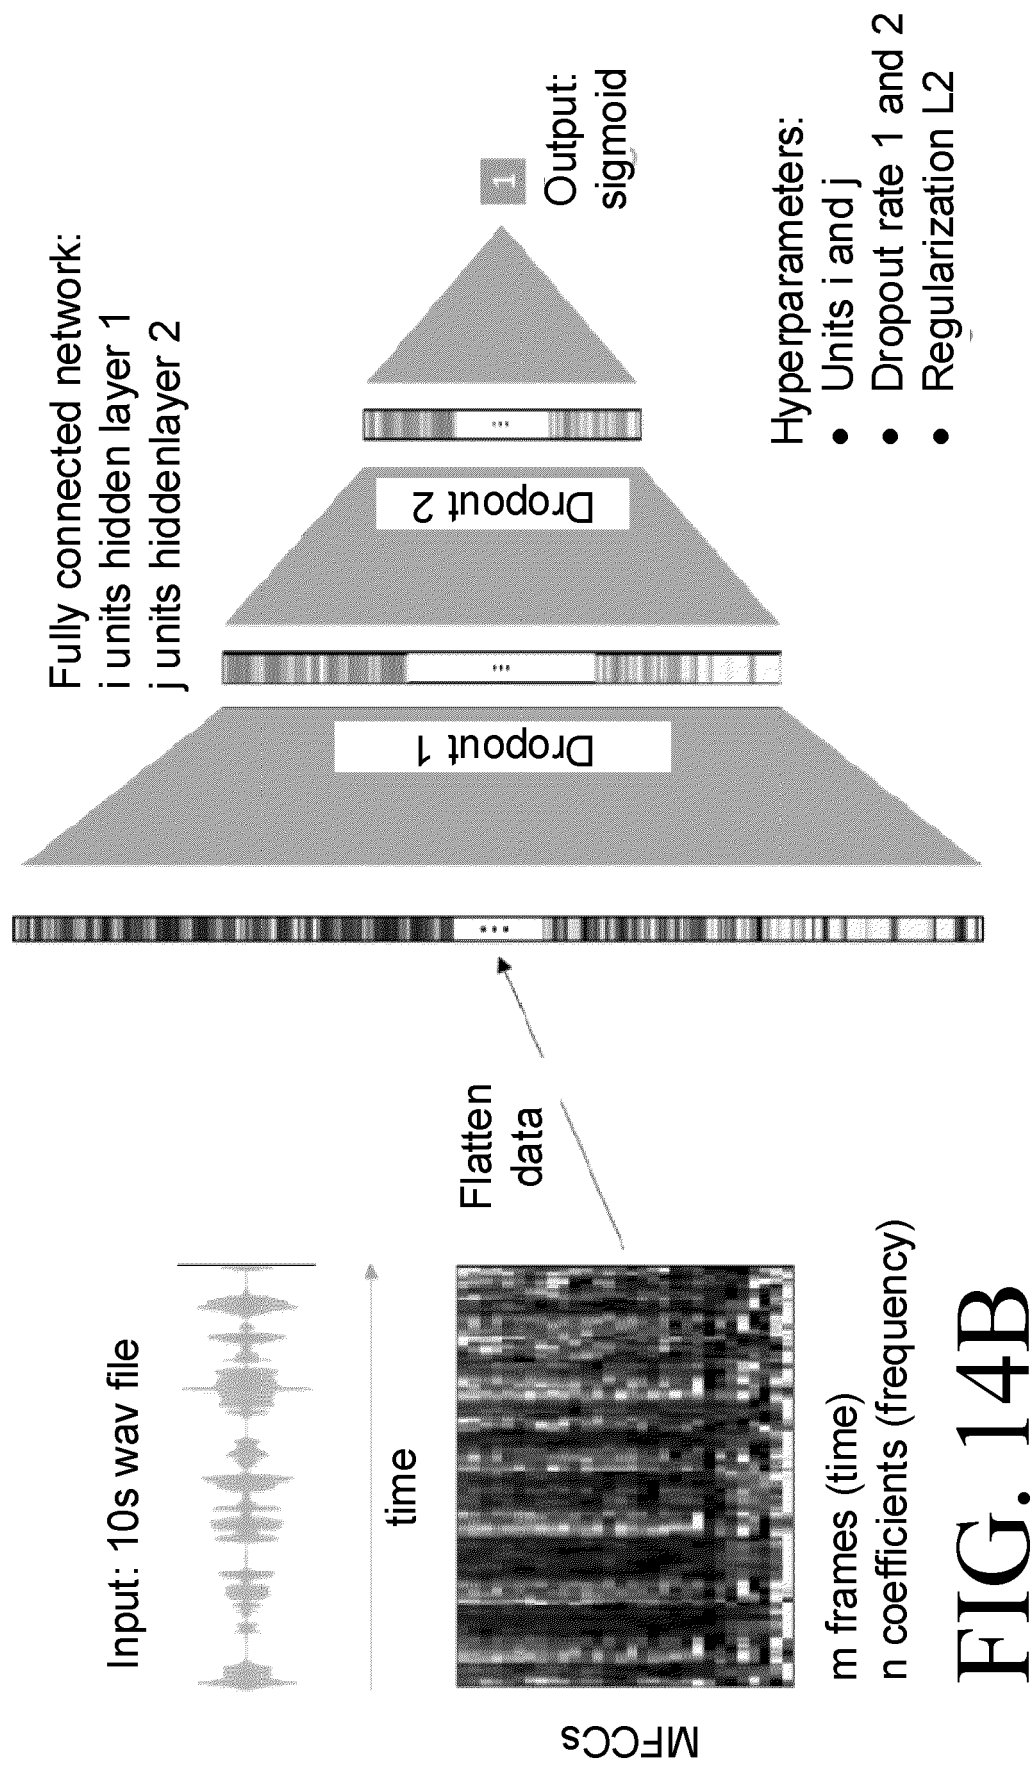 Input: 10s wav file
time
MFCCs
m frames (time)
n coefficients (frequency)
Flatten
data
Fully connected network:
i units hidden layer 1
j units hiddenlayer 2
Dropout 1
Dropout 2
1
Output:
sigmoid
Hyperparameters:
• Units i and j
• Dropout rate 1 and 2
• Regularization L2
FIG. 14B